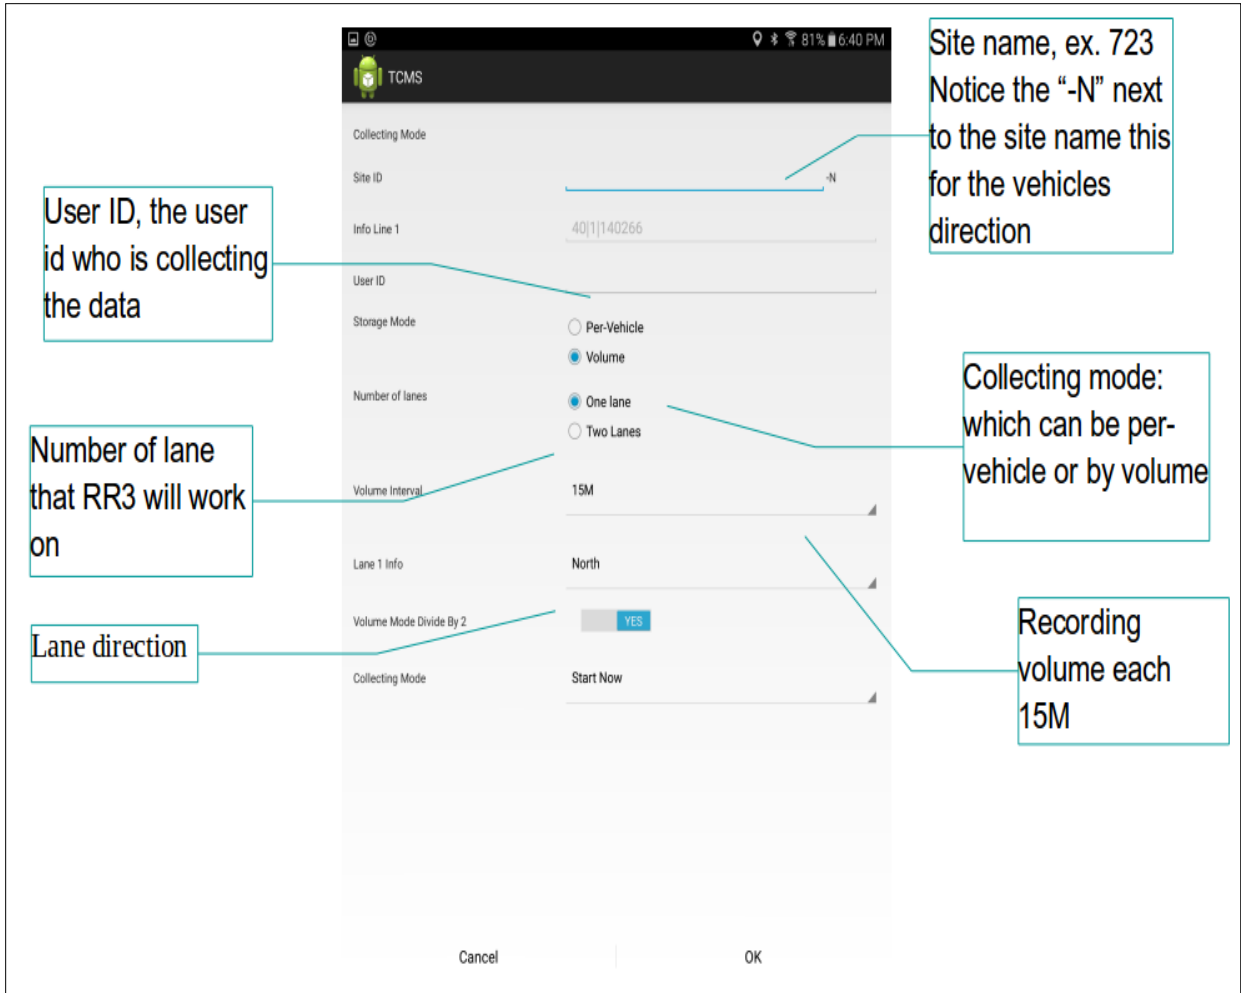 81% 6:40 PM
TCMS
Collecting Mode
Site ID
-N
Info Line 1
40|1|140266
User ID
Storage Mode
Per-Vehicle
Volume
Number of lanes
One lane
Two Lanes
Volume Interval
15M
Lane 1 Info
North
Volume Mode Divide By 2
YES
Collecting Mode
Start Now
Cancel
OK
User ID, the user
id who is collecting
the data
Number of lane
that RR3 will work
on
Lane direction
Site name, ex. 723
Notice the “-N” next
to the site name this
for the vehicles
direction
Collecting mode:
which can be per-
vehicle or by volume
Recording
volume each
15M